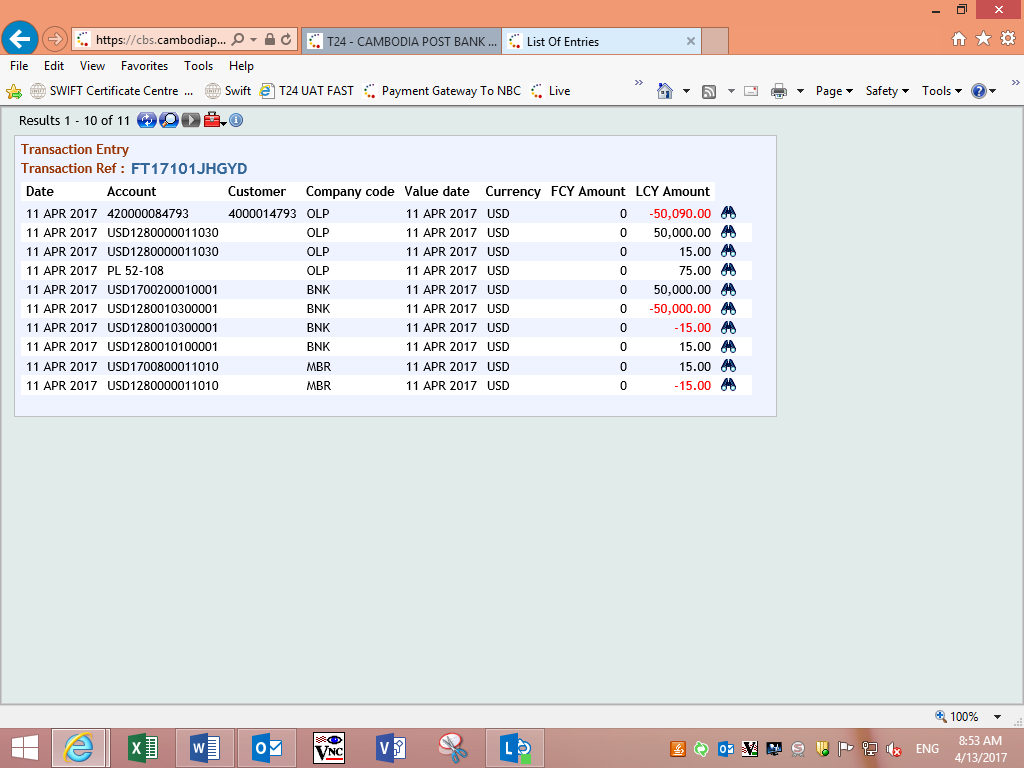 https://cbs.cambodiap...
T24 - CAMBODIA POST BANK ...
List Of Entries
File Edit View Favorites Tools Help
SWIFT Certificate Centre ... Swift T24 UAT FAST Payment Gateway To NBC Live » Page Safety Tools »
Results 1 - 10 of 11
Transaction Entry
Transaction Ref : FT17101JHGYD
Date Account Customer Company code Value date Currency FCY Amount LCY Amount
11 APR 2017 420000084793 4000014793 OLP 11 APR 2017 USD 0 -50,090.00
11 APR 2017 USD1280000011030 OLP 11 APR 2017 USD 0 50,000.00
11 APR 2017 USD1280000011030 OLP 11 APR 2017 USD 0 15.00
11 APR 2017 PL 52-108 OLP 11 APR 2017 USD 0 75.00
11 APR 2017 USD1700200010001 BNK 11 APR 2017 USD 0 50,000.00
11 APR 2017 USD1280010300001 BNK 11 APR 2017 USD 0 -50,000.00
11 APR 2017 USD1280010300001 BNK 11 APR 2017 USD 0 -15.00
11 APR 2017 USD1280010100001 BNK 11 APR 2017 USD 0 15.00
11 APR 2017 USD1700800011010 MBR 11 APR 2017 USD 0 15.00
11 APR 2017 USD1280000011010 MBR 11 APR 2017 USD 0 -15.00
100%
VNC
ENG
8:53 AM
4/13/2017